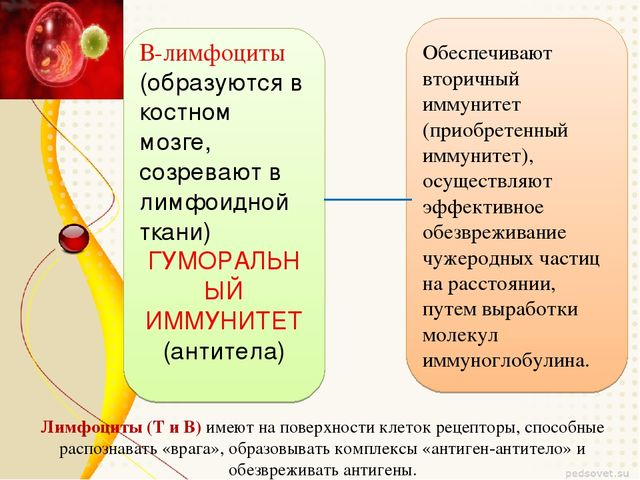 В-лимфоциты
(образуются в
костном
мозге,
созревают в
лимфоидной
ткани)
ГУМОРАЛЬН
ЫЙ
ИММУНИТЕТ
(антитела)
Обеспечивают
вторичный
иммунитет
(приобретенный
иммунитет),
осуществляют
эффективное
обезвреживание
чужеродных частиц
на расстоянии,
путем выработки
молекул
иммуноглобулина.
Лимфоциты (Т и В) имеют на поверхности клеток рецепторы, способные
распознавать «врага», образовывать комплексы «антиген-антитело» и
обезвреживать антигены.
pedsovet.su